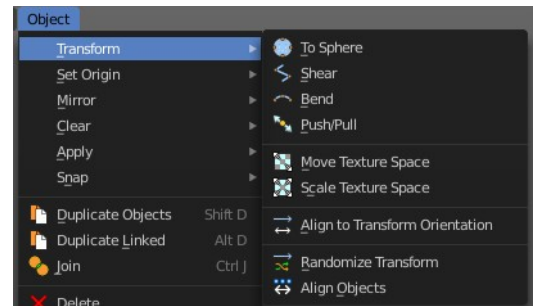 Object
Transform
Set Origin
Mirror
Clear
Apply
Snap
Duplicate Objects Shift D
Duplicate Linked Alt D
Join Ctrl J
Delete
To Sphere
Shear
Bend
Push/Pull
Move Texture Space
Scale Texture Space
Align to Transform Orientation
Randomize Transform
Align Objects